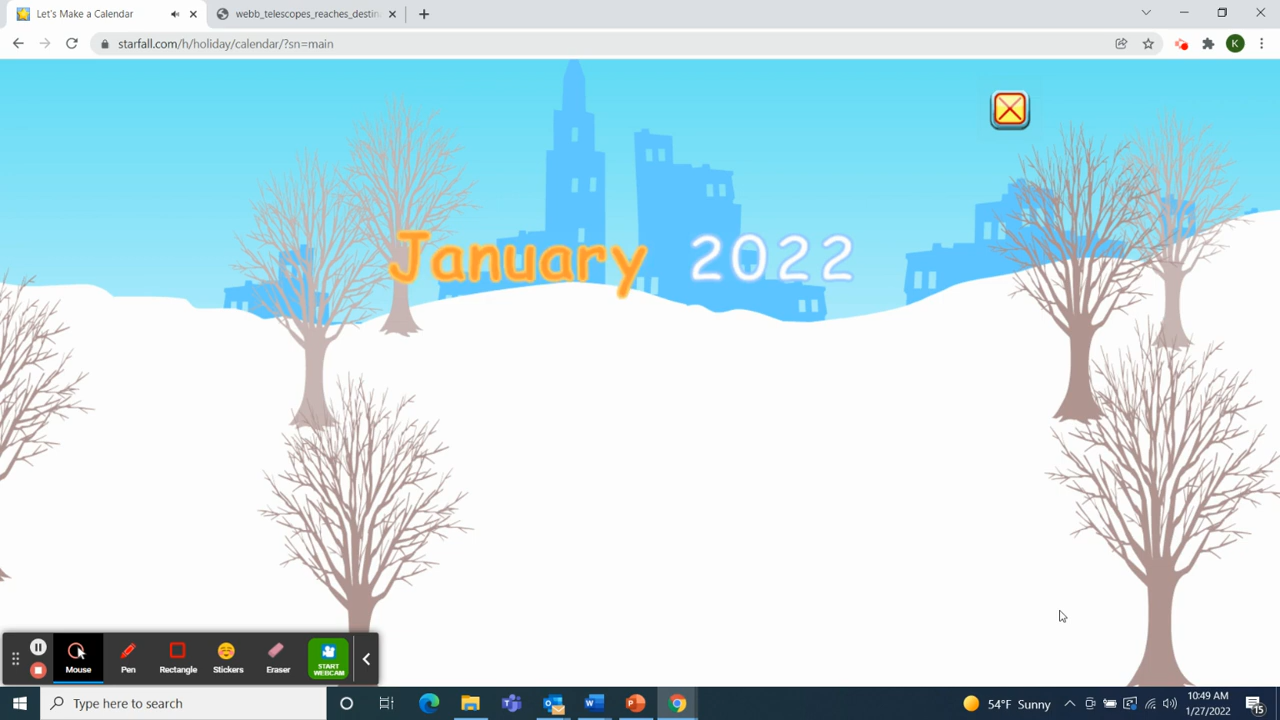 Let's Make a Calendar
webb_telescopes_reaches_destin
starfall.com/h/holiday/calendar/?sn=main
K
January 2022
Mouse
Pen
Rectangle
Stickers
Eraser
START
WEBCAM
Type here to search
54°F Sunny
10:49 AM
1/27/2022
15